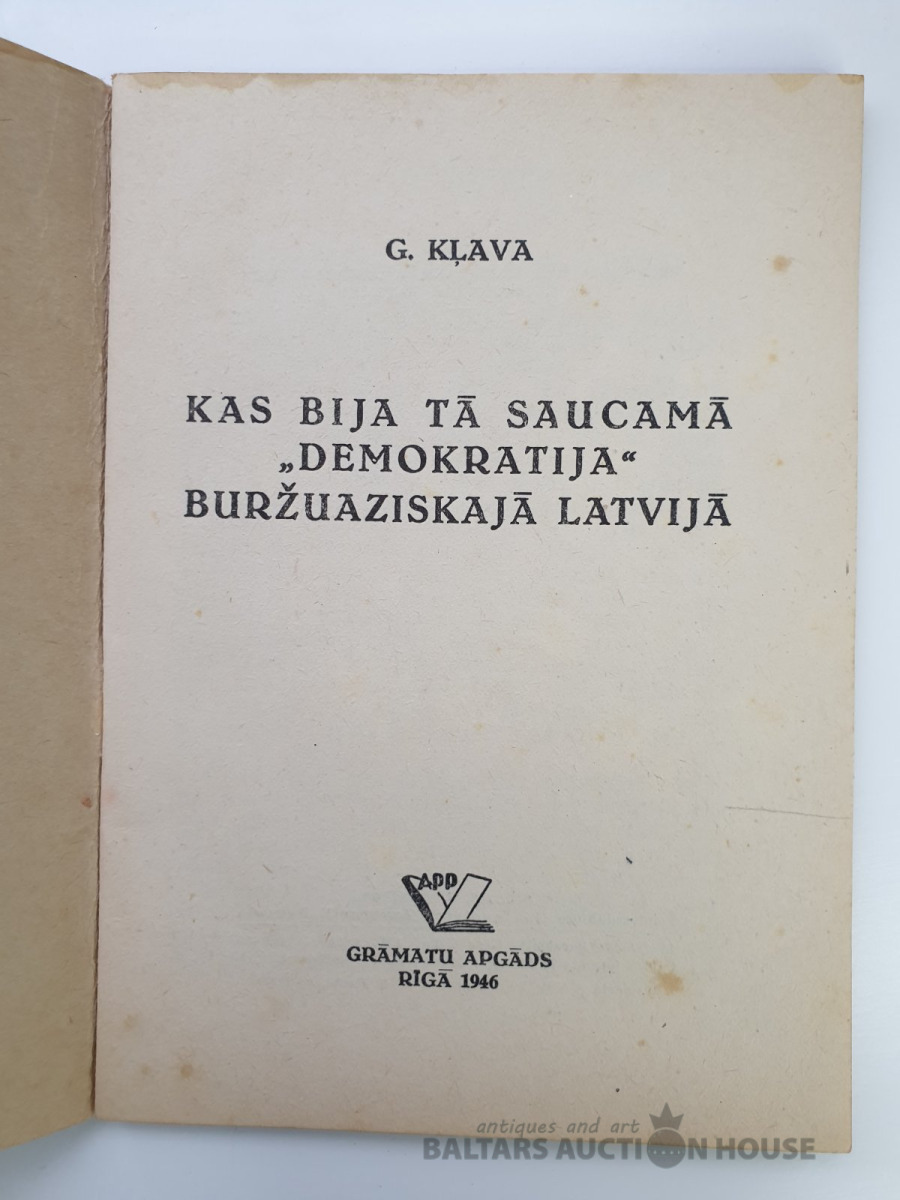 G. KĻAVA
KAS BIJA TĀ SAUCAMĀ
„DEMOKRATIJA“
BURŽUAZISKAJĀ LATVIJĀ
APP
GRĀMATU APGĀDS
RĪGĀ 1946
antiques and art
BALTARS AUCTION HOUSE